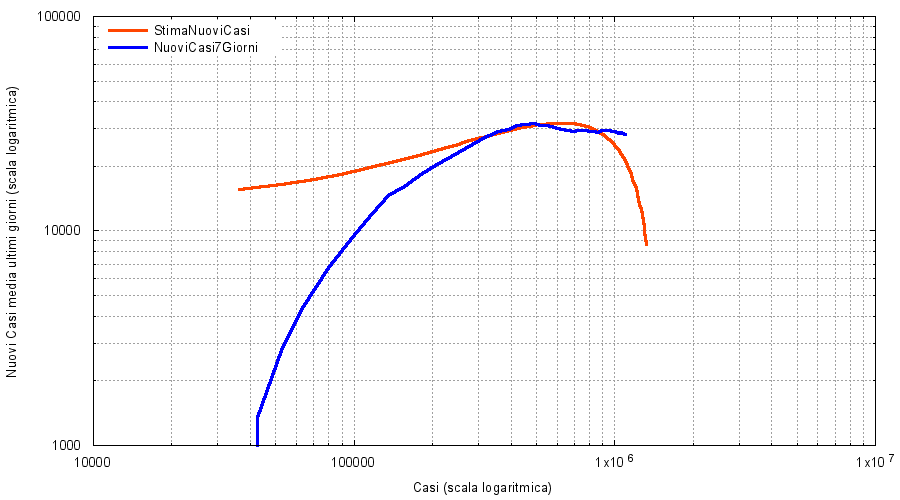 100000
StimaNuoviCasi
NuoviCasi7Giorni
Nuovi Casi media ultimi giorni (scala logaritmica)
10000
1000
10000
100000
1x10 6
1x10 7
Casi (scala logaritmica)